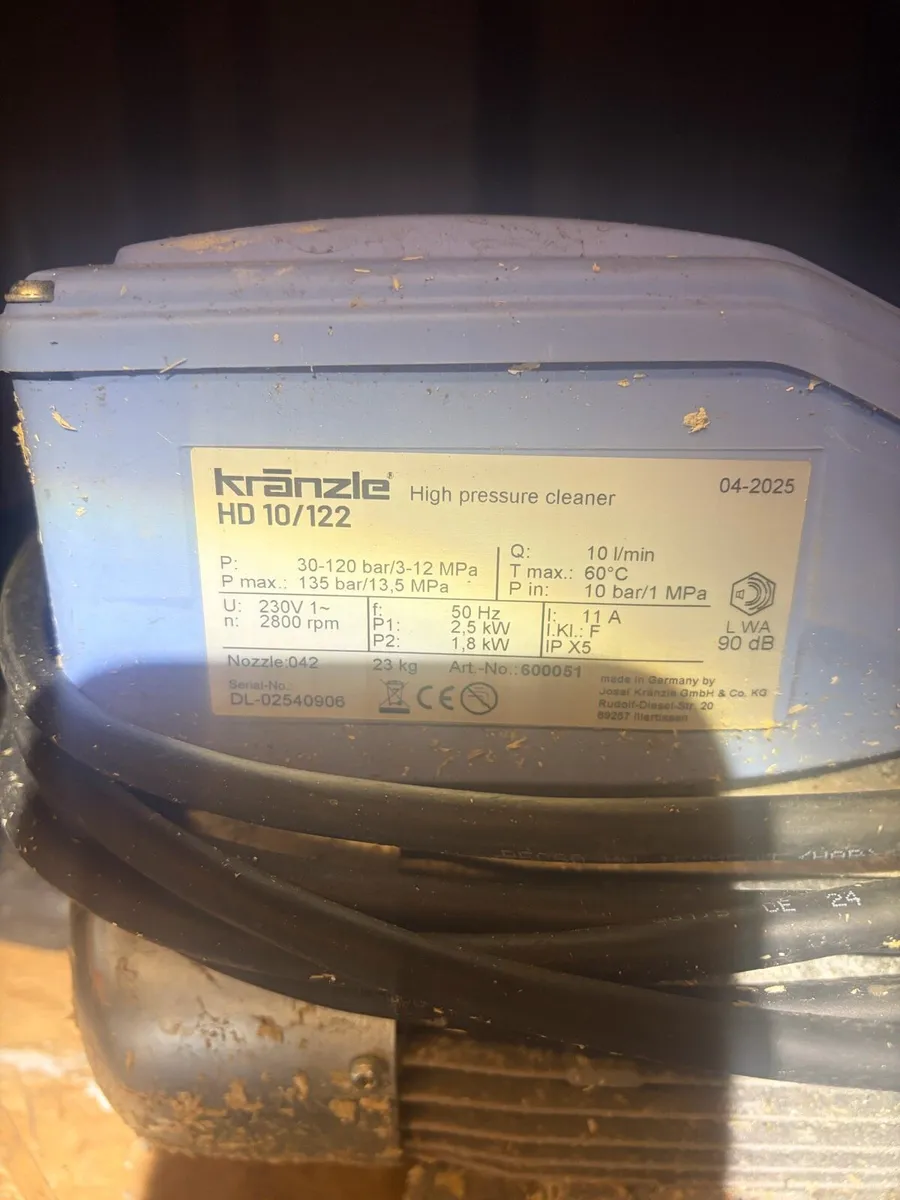 kränzle® High pressure cleaner 04-2025
HD 10/122
P: 30-120 bar/3-12 MPa
P max.: 135 bar/13,5 MPa
Q: 10 l/min
T max.: 60°C
P in: 10 bar/1 MPa
U: 230V 1~
n: 2800 rpm
f: 50 Hz
P1: 2,5 kW
P2: 1,8 kW
I: 11 A
I.Kl.: F
IP X5
L WA
90 dB
Nozzle:042 23 kg Art.-No.:600051
Serial-No.:
DL-02540906
CE
made in Germany by
Josef Kränzle GmbH & Co. KG
Rudolf-Diesel-Str. 20
89257 Illertissen
CE 24